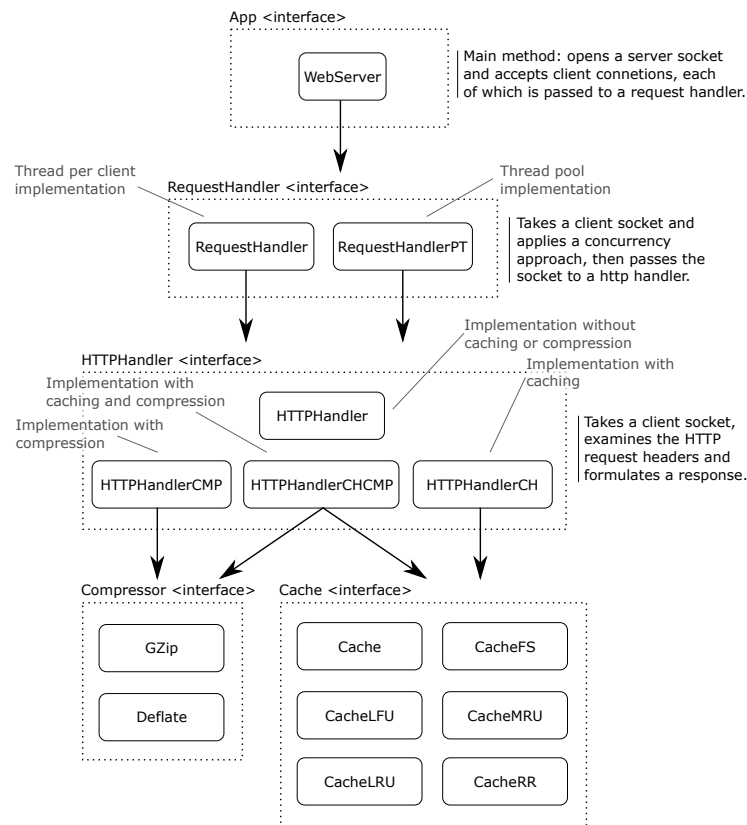 App <interface>
WebServer
Main method: opens a server socket
and accepts client connetions, each
of which is passed to a request handler.
Thread per client
implementation
Thread pool
implementation
RequestHandler <interface>
RequestHandler
RequestHandlerPT
Takes a client socket and
applies a concurrency
approach, then passes the
socket to a http handler.
Implementation without
caching or compression
HTTPHandler <interface>
Implementation with
caching
Implementation with
caching and compression
HTTPHandler
Implementation with
compression
Takes a client socket,
examines the HTTP
request headers and
formulates a response.
HTTPHandlerCMP
HTTPHandlerCHCMP
HTTPHandlerCH
Compressor <interface>
Cache <interface>
GZip
Cache
CacheFS
Deflate
CacheLFU
CacheMRU
CacheLRU
CacheRR